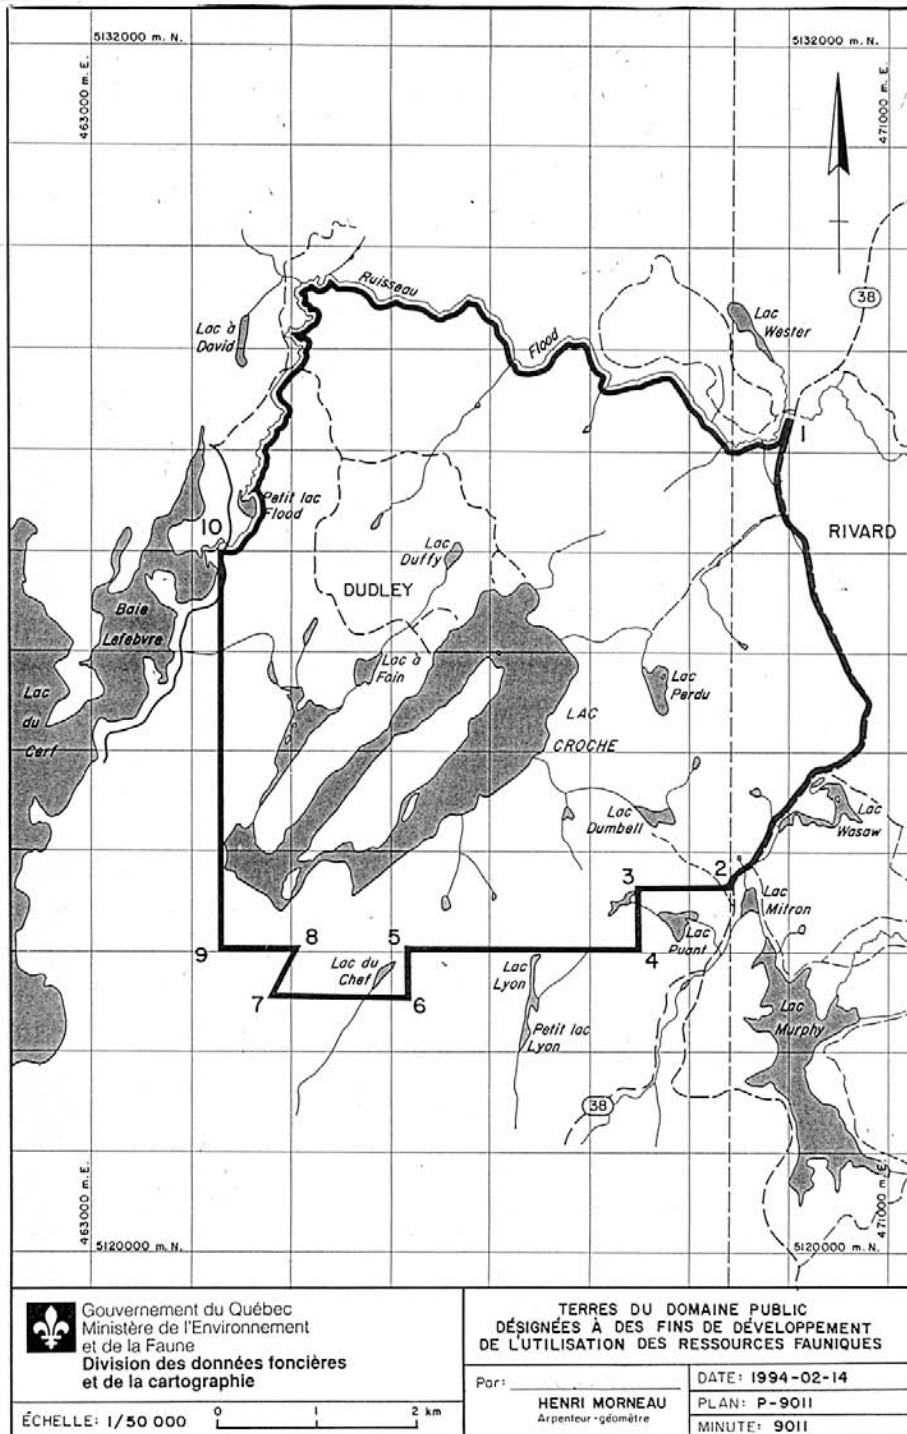 5132000 m. N.
5132000 m. N.
463000 m. E.
471000 m. E.
38
Ruisseau
Flood
Lac à
David
Lac
Wester
1
Petit lac
Flood
10
RIVARD
Lac
Duffy
DUDLEY
Baie
Lefebvre
Lac à
Foin
Lac
Perdu
Lac
du
Cerf
LAC
CROCHE
Lac
Dumbell
Lac
Wasaw
2
3
Lac
Mitron
Lac
Puant
9
8
5
4
Lac du
Chef
Lac
Lyon
7
6
Petit lac
Lyon
Lac
Murphy
38
463000 m. E.
471000 m. E.
5120000 m. N.
5120000 m. N.
Gouvernement du Québec
Ministère de l'Environnement
et de la Faune
Division des données foncières
et de la cartographie
ÉCHELLE: 1/50 000
0 1 2 km
TERRES DU DOMAINE PUBLIC
DÉSIGNÉES À DES FINS DE DÉVELOPPEMENT
DE L'UTILISATION DES RESSOURCES FAUNIQUES
Par:
HENRI MORNEAU
Arpenteur-géomètre
DATE: 1994-02-14
PLAN: P-9011
MINUTE: 9011